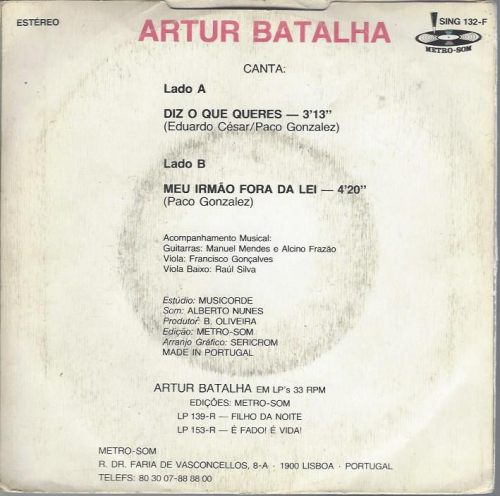 ESTÉREO
ARTUR BATALHA
SING 132-F
METRO-SOM
CANTA:
Lado A
DIZ O QUE QUERES — 3'13"
(Eduardo César/Paco Gonzalez)
Lado B
MEU IRMÃO FORA DA LEI — 4'20"
(Paco Gonzalez)
Acompanhamento Musical:
Guitarras: Manuel Mendes e Alcino Frazão
Viola: Francisco Gonçalves
Viola Baixo: Raúl Silva
Estúdio: MUSICORDE
Som: ALBERTO NUNES
Produtor: B. OLIVEIRA
Edição: METRO-SOM
Arranjo Gráfico: SERICROM
MADE IN PORTUGAL
ARTUR BATALHA EM LP's 33 RPM
EDIÇÕES: METRO-SOM
LP 139-R — FILHO DA NOITE
LP 153-R — É FADO! É VIDA!
METRO-SOM
R. DR. FARIA DE VASCONCELLOS, 8-A · 1900 LISBOA · PORTUGAL
TELEFS: 80 30 07-88 88 00